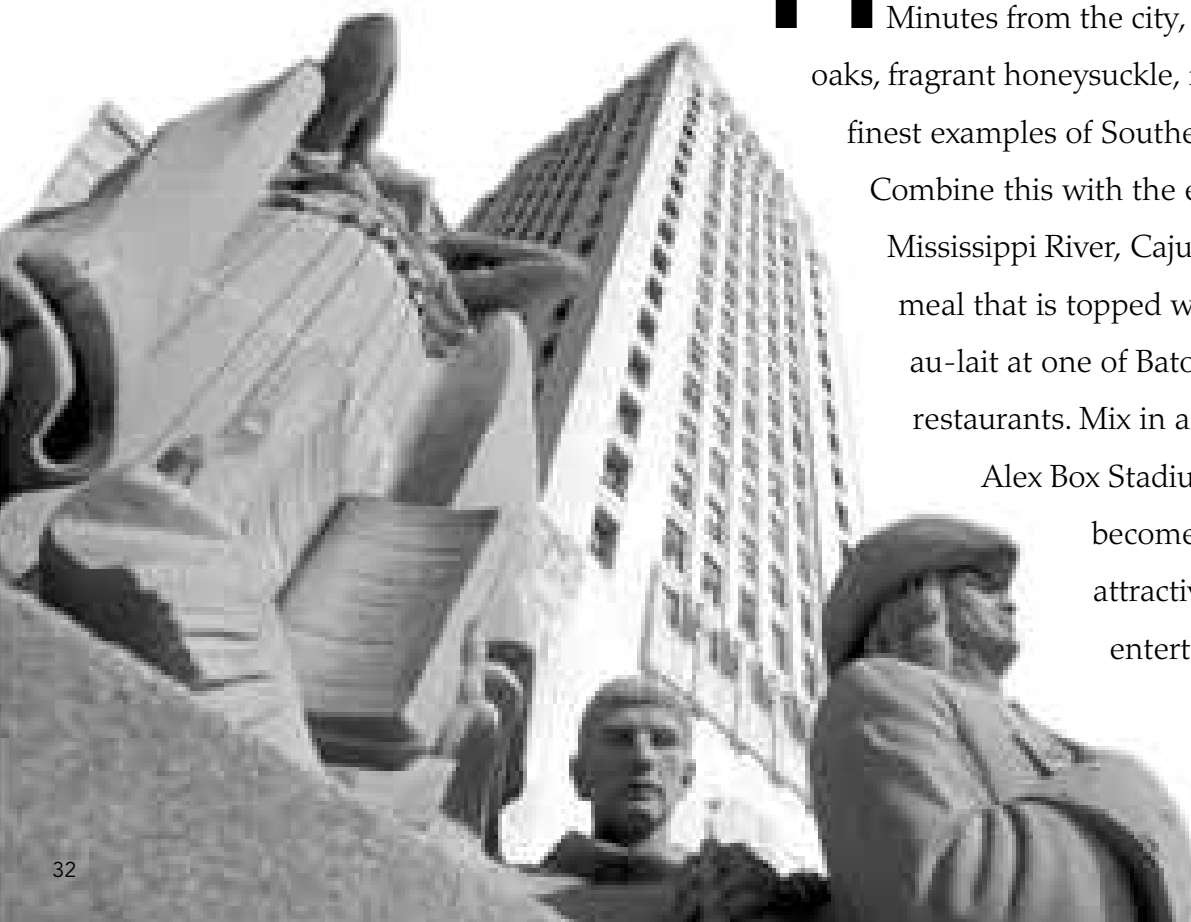 Minutes from the city,
oaks, fragrant honeysuckle,
finest examples of Southe
Combine this with the e
Mississippi River, Caju
meal that is topped w
au-lait at one of Bato
restaurants. Mix in a
Alex Box Stadiu
become
attractiv
entert
32